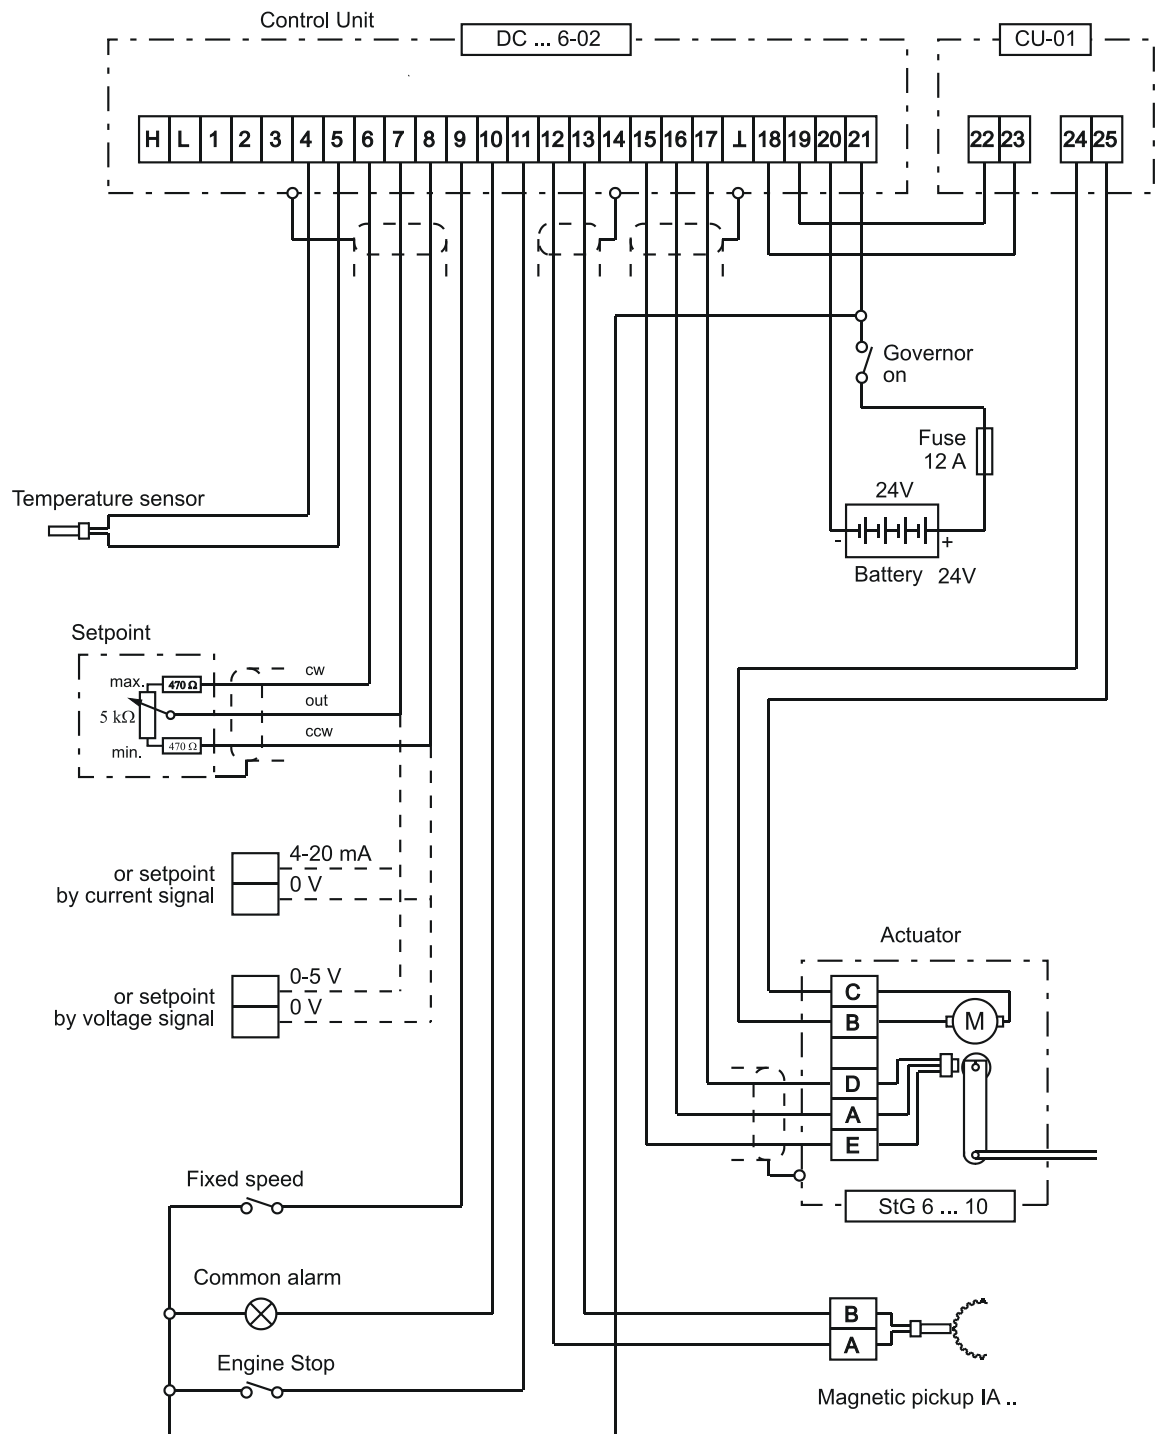 Control Unit
DC ... 6-02
CU-01
H L 1 2 3 4 5 6 7 8 9 10 11 12 13 14 15 16 17 ⊥ 18 19 20 21
22 23 24 25
Governor
on
Fuse
12 A
24V
- +
Battery 24V
Temperature sensor
Setpoint
max. 470 Ω cw
5 kΩ out
min. 470 Ω ccw
or setpoint
by current signal
4-20 mA
0 V
or setpoint
by voltage signal
0-5 V
0 V
Actuator
C
B
M
D
A
E
StG 6 ... 10
Fixed speed
Common alarm
Engine Stop
B
A
Magnetic pickup IA ..